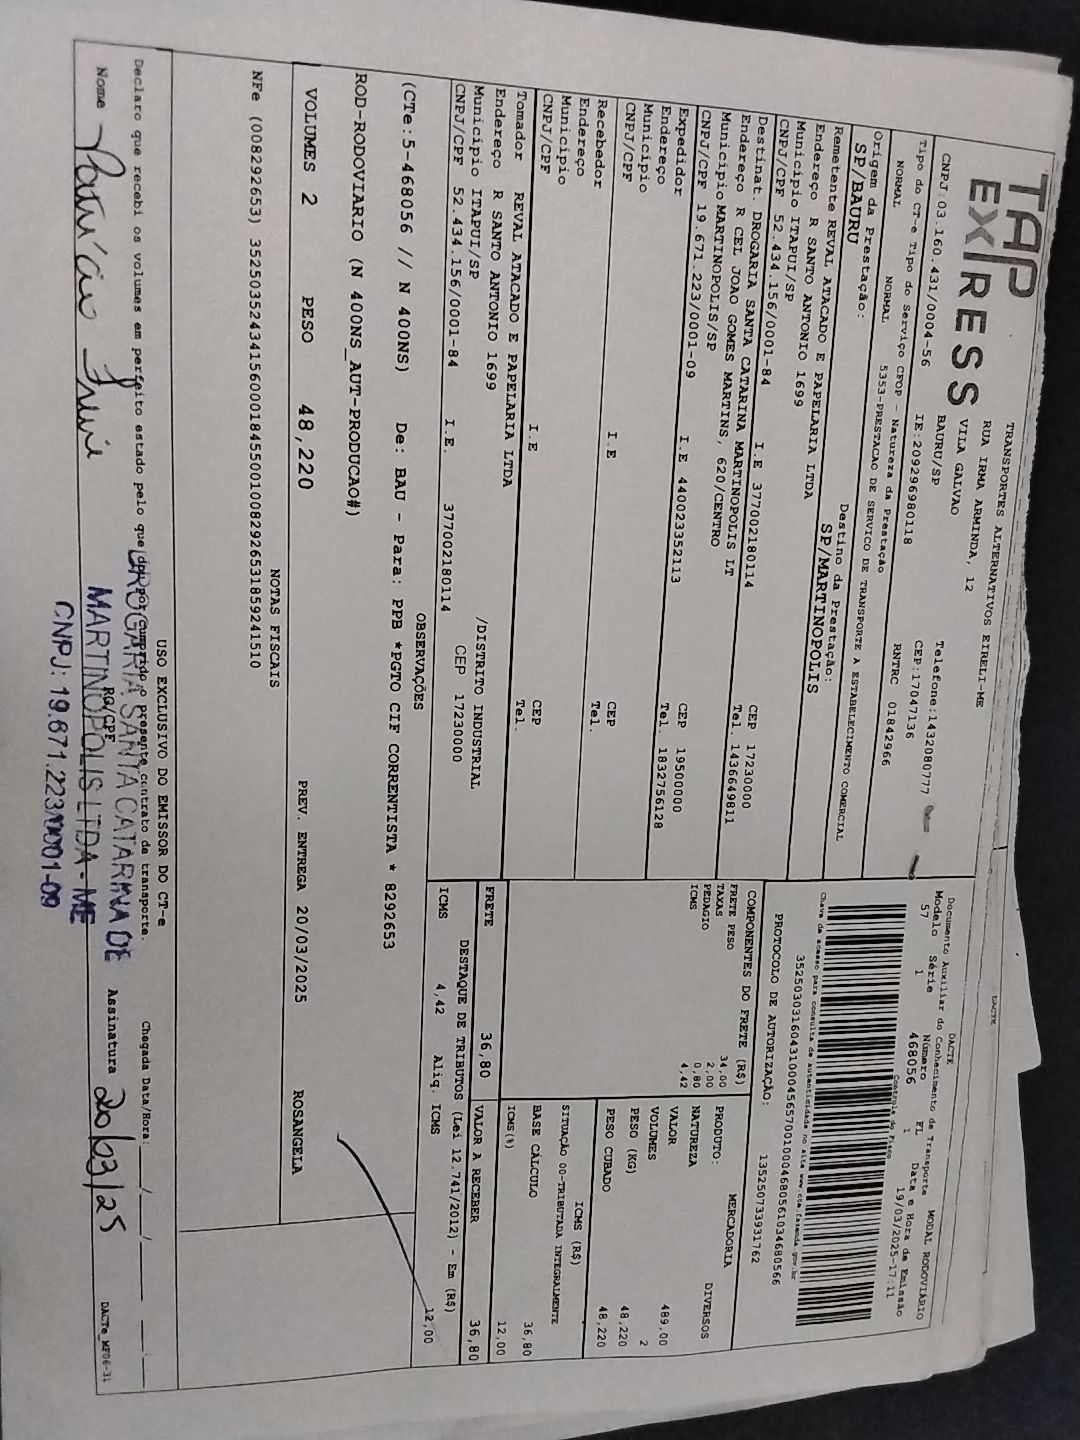 TAP
EXPRESS
TRANSPORTES ALTERNATIVOS EIRELI-ME
RUA IRMA ARMINDA, 12
VILA GALVAO
BAURU/SP
Telefone:1432080777
CNPJ:03.160.431/0004-56 IE:209296980118 CEP:17047136
Tipo do CT-e Tipo do Serviço CFOP - Natureza da Prestação RNTRC 01842966
NORMAL NORMAL 5353-PRESTACAO DE SERVICO DE TRANSPORTE A ESTABELECIMENTO COMERCIAL
Origem da Prestação: Destino da Prestação:
SP/BAURU SP/MARTINOPOLIS
DACTE
DACTE
Documento Auxiliar do Conhecimento de Transporte MODAL RODOVIÁRIO
Modelo Série Número FL Data e Hora de Emissão
57 1 468056 1 19/03/2025-17:11
Controle do Fisco
Chave de acesso para consulta de autenticidade no site www.cte.fazenda.gov.br
35250303160431000456570010004680561034680566
PROTOCOLO DE AUTORIZAÇÃO: 135250733931762
Remetente REVAL ATACADO E PAPELARIA LTDA
Endereço R SANTO ANTONIO 1699
Município ITAPUI/SP CEP 17230000
CNPJ/CPF 52.434.156/0001-84 I.E 377002180114 Tel. 1436649811
Destinat. DROGARIA SANTA CATARINA MARTINOPOLIS LT
Endereço R CEL JOAO GOMES MARTINS, 620/CENTRO
Município MARTINOPOLIS/SP CEP 19500000
CNPJ/CPF 19.671.223/0001-09 I.E 440023352113 Tel. 1832756128
Expedidor
Endereço
Município CEP
CNPJ/CPF I.E Tel.
Recebedor
Endereço
Município CEP
CNPJ/CPF I.E Tel.
Tomador REVAL ATACADO E PAPELARIA LTDA
Endereço R SANTO ANTONIO 1699 /DISTRITO INDUSTRIAL
Município ITAPUI/SP CEP 17230000
CNPJ/CPF 52.434.156/0001-84 I.E. 377002180114
COMPONENTES DO FRETE (R$)
FRETE PESO 34,00
TAXAS 2,00
PEDAGIO 0,80
ICMS 4,42
PRODUTO: MERCADORIA
NATUREZA DIVERSOS
VALOR 489,00
VOLUMES 2
PESO (KG) 48,220
PESO CUBADO 48,220
ICMS (R$)
SITUAÇÃO 00-TRIBUTADA INTEGRALMENTE
BASE CÁLCULO 36,80
ICMS(%) 12,00
FRETE 36,80 VALOR A RECEBER 36,80
DESTAQUE DE TRIBUTOS (Lei 12.741/2012) - Em (R$)
ICMS 4,42 Aliq. ICMS 12,00
OBSERVAÇÕES
(CTe:5-468056 // N 400NS) De: BAU - Para: PPB *PGTO CIF CORRENTISTA * 8292653
ROD-RODOVIARIO (N 400NS_AUT-PRODUCAO#)
VOLUMES 2 PESO 48,220 PREV. ENTREGA 20/03/2025 ROSANGELA
NOTAS FISCAIS
NFe (008292653) 35250352434156000184550010082926531859241510
USO EXCLUSIVO DO EMISSOR DO CT-e
Declaro que recebi os volumes em perfeito estado pelo que dou por cumprido o presente contrato de transporte. Chegada Data/Hora: __/__/__ __:__
Nome RG/CPF Assinatura 20/03/25
DROGARIA SANTA CATARINA DE
MARTINOPOLIS LTDA - ME
CNPJ: 19.671.223/0001-09
DACTe_MF06-31